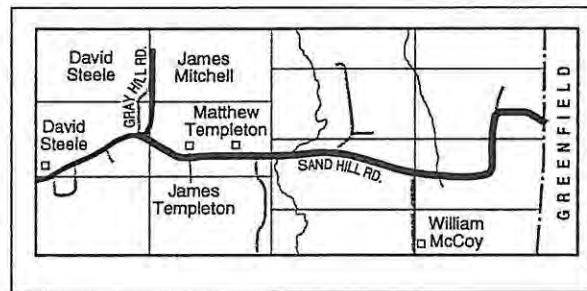 David
Steele
GRAY HILL RD.
James
Mitchell
David
Steele
Matthew
Templeton
James
Templeton
SAND HILL RD.
William
McCoy
GREENFIELD